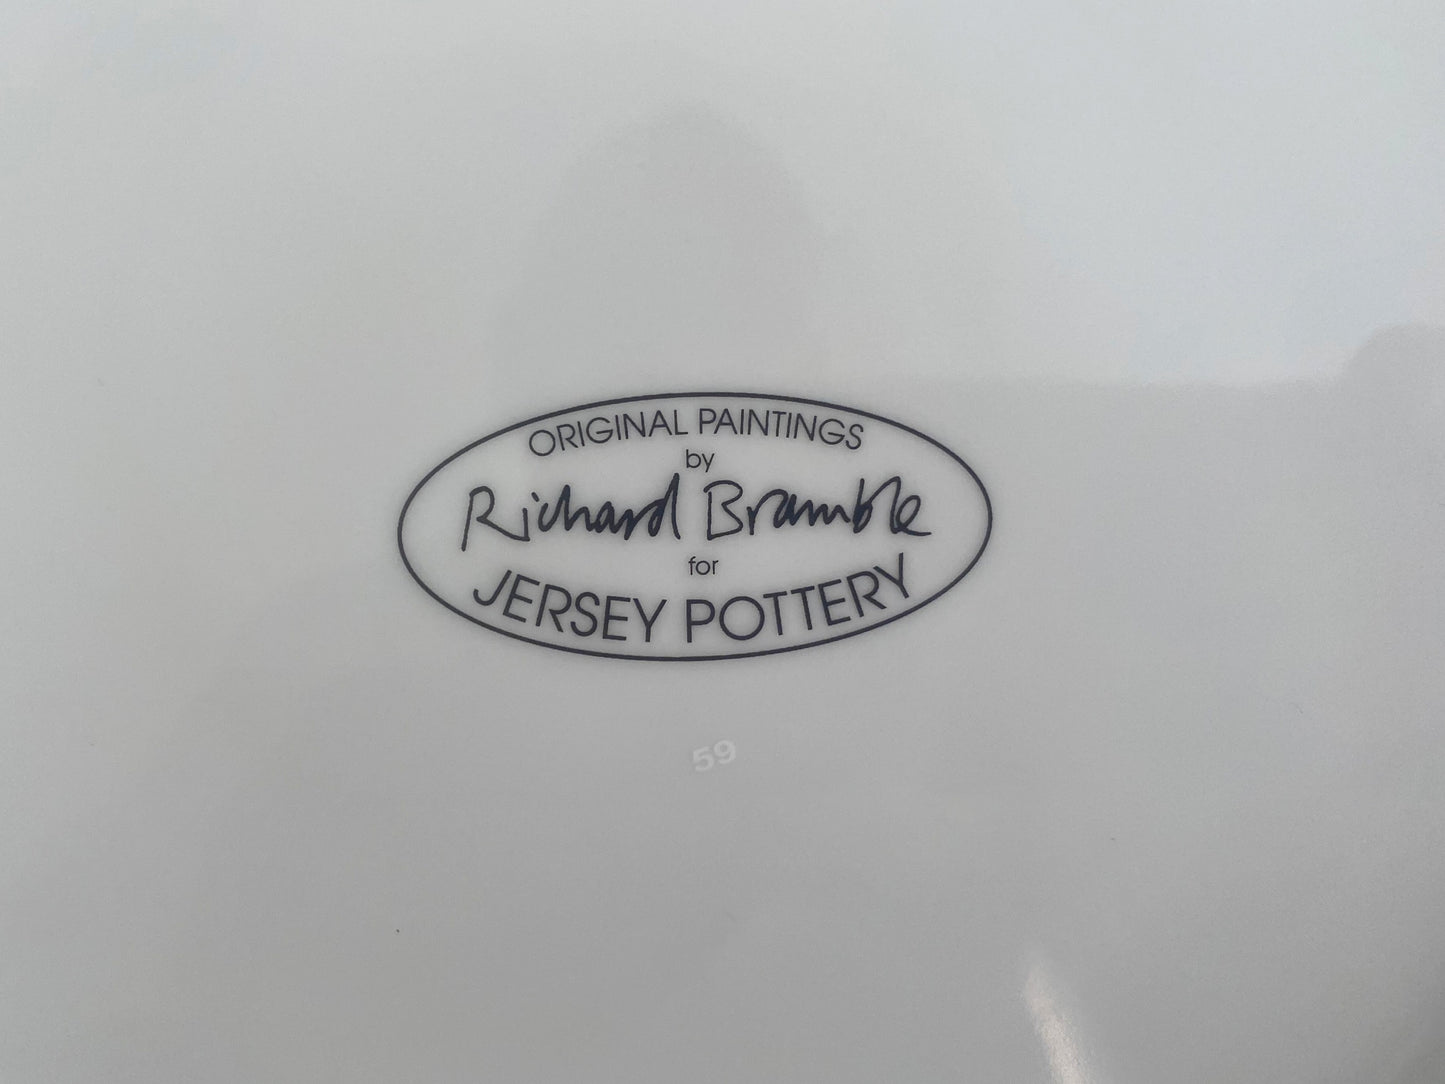 ORIGINAL PAINTINGS
by
Richard Bramble
for
JERSEY POTTERY
59